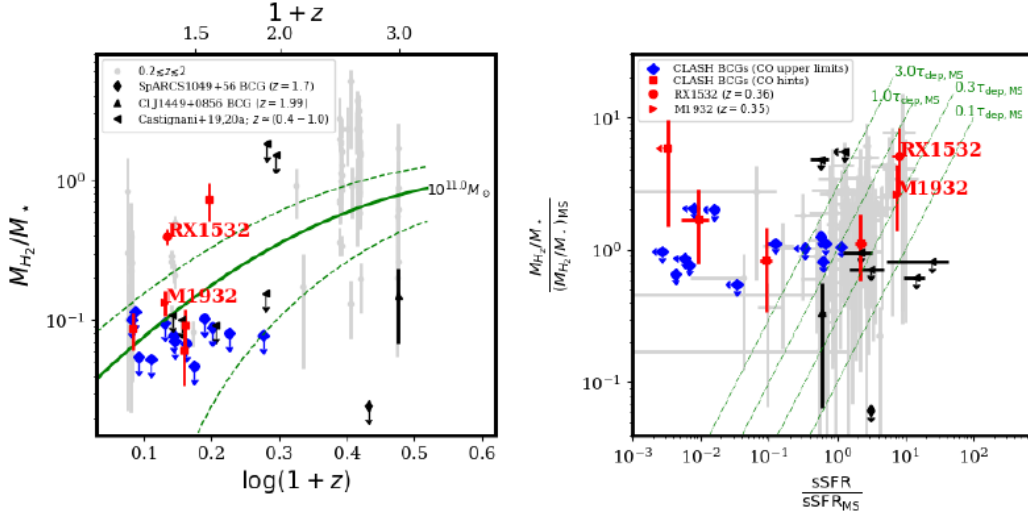 1 + z
1.5 2.0 2.5 3.0
0.2≤z≤2
SpARCS1049+56 BCG (z = 1.7)
ClJ1449+0856 BCG (z = 1.99)
Castignani+19,20a; z = (0.4 − 1.0)
10^0
10^-1
M_H2/M⋆
RX1532
M1932
10^11.0 M⊙
0.1 0.2 0.3 0.4 0.5 0.6
log(1 + z)
CLASH BCGs (CO upper limits)
CLASH BCGs (CO hints)
RX1532 (z = 0.36)
M1932 (z = 0.35)
3.0τ_dep, MS
1.0τ_dep, MS
0.3τ_dep, MS
0.1τ_dep, MS
RX1532
M1932
10^1
10^0
10^-1
M_H2/M⋆
(M_H2/M⋆)_MS
10^-3 10^-2 10^-1 10^0 10^1 10^2
sSFR
sSFR_MS